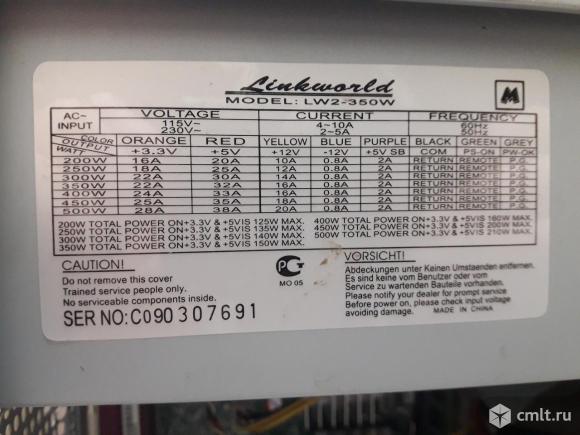 Linkworld
MODEL: LW2-350W
M
AC~ INPUT VOLTAGE CURRENT FREQUENCY
115V~ 4-10A 60Hz
230V~ 2-5A 50Hz
COLOR ORANGE RED YELLOW BLUE PURPLE BLACK GREEN GREY
WATT OUTPUT +3.3V +5V +12V -12V +5V SB COM PS-ON PW-OK
200W 16A 20A 10A 0.8A 2A RETURN REMOTE P.G.
250W 18A 25A 12A 0.8A 2A RETURN REMOTE P.G.
300W 22A 30A 14A 0.8A 2A RETURN REMOTE P.G.
350W 22A 32A 16A 0.8A 2A RETURN REMOTE P.G.
400W 24A 33A 16A 0.8A 2A RETURN REMOTE P.G.
450W 25A 35A 18A 0.8A 2A RETURN REMOTE P.G.
500W 28A 38A 20A 0.8A 2A RETURN REMOTE P.G.
200W TOTAL POWER ON+3.3V &+5VIS 125W MAX. 400W TOTAL POWER ON+3.3V & +5VIS 160W MAX.
250W TOTAL POWER ON+3.3V &+5VIS 135W MAX. 450W TOTAL POWER ON+3.3V & +5VIS 200W MAX.
300W TOTAL POWER ON+3.3V &+5VIS 140W MAX. 500W TOTAL POWER ON+3.3V & +5VIS 210W MAX.
350W TOTAL POWER ON+3.3V &+5VIS 150W MAX.
CAUTION!
Do not remove this cover
Trained service people only.
No serviceable components inside.
SER NO:C090307691
PG
MO 05
VORSICHT!
Abdeckungen unter Keinen Umstaenden entfernen.
Es sind keine vom Benutzer oder vom
Service zu wartenden Bauteile enthalten.
Please notify your dealer for prompt service
Before power on, please check input voltage
avoiding damage. MADE IN CHINA
cmlt.ru